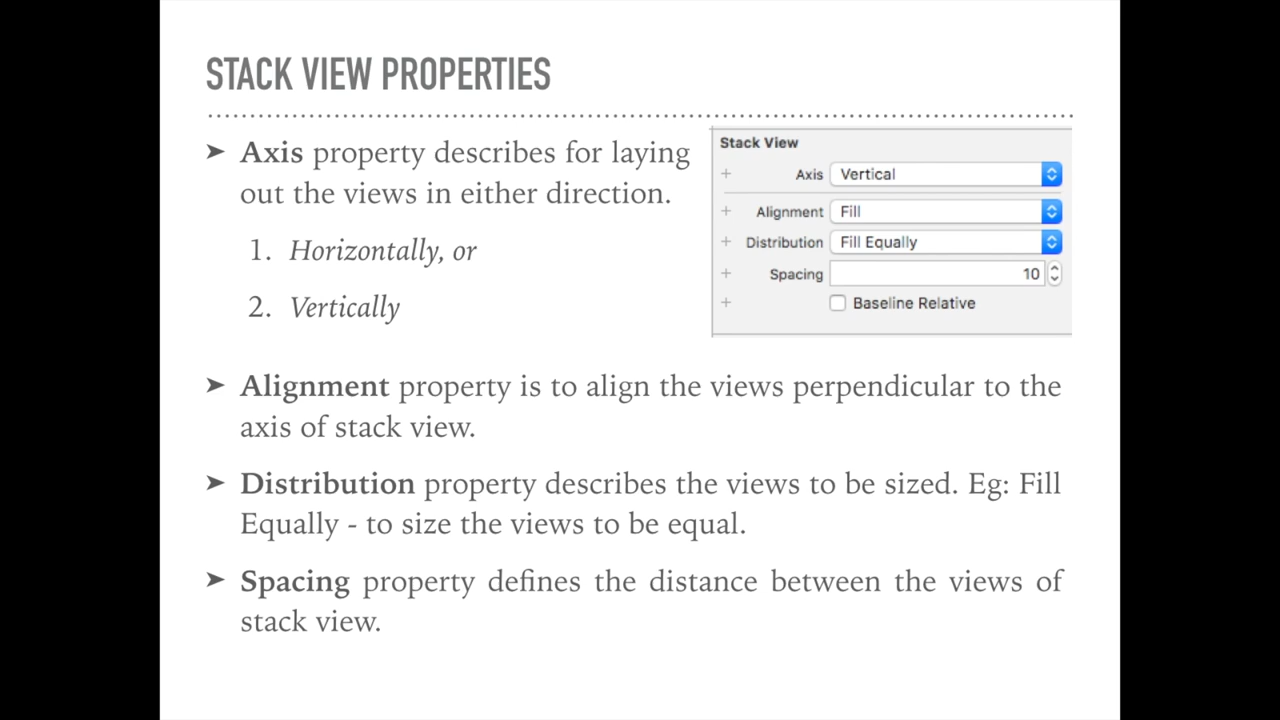 STACK VIEW PROPERTIES
➤ Axis property describes for laying
out the views in either direction.
1. Horizontally, or
2. Vertically
Stack View
+ Axis Vertical
+ Alignment Fill
+ Distribution Fill Equally
+ Spacing 10
+ Baseline Relative
➤ Alignment property is to align the views perpendicular to the
axis of stack view.
➤ Distribution property describes the views to be sized. Eg: Fill
Equally - to size the views to be equal.
➤ Spacing property defines the distance between the views of
stack view.